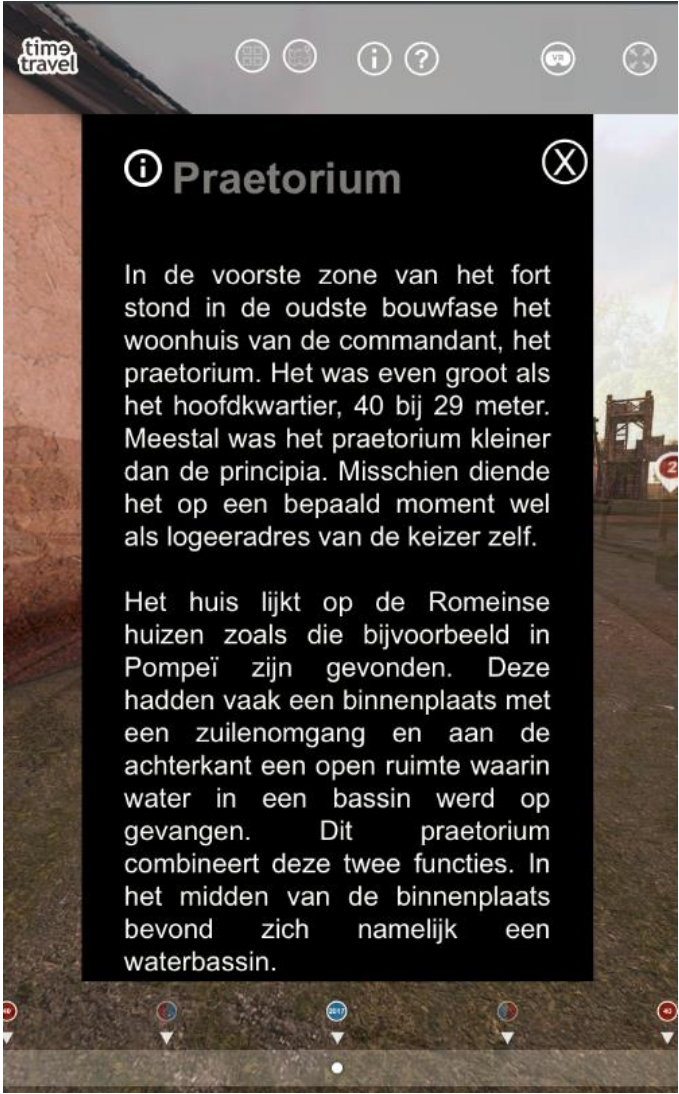 time
travel
i
?
VR
i Praetorium
X
In de voorste zone van het fort
stond in de oudste bouwfase het
woonhuis van de commandant, het
praetorium. Het was even groot als
het hoofdkwartier, 40 bij 29 meter.
Meestal was het praetorium kleiner
dan de principia. Misschien diende
het op een bepaald moment wel
als logeeradres van de keizer zelf.
2
Het huis lijkt op de Romeinse
huizen zoals die bijvoorbeeld in
Pompeï zijn gevonden. Deze
hadden vaak een binnenplaats met
een zuilenomgang en aan de
achterkant een open ruimte waarin
water in een bassin werd op
gevangen. Dit praetorium
combineert deze twee functies. In
het midden van de binnenplaats
bevond zich namelijk een
waterbassin.
40
2017
40